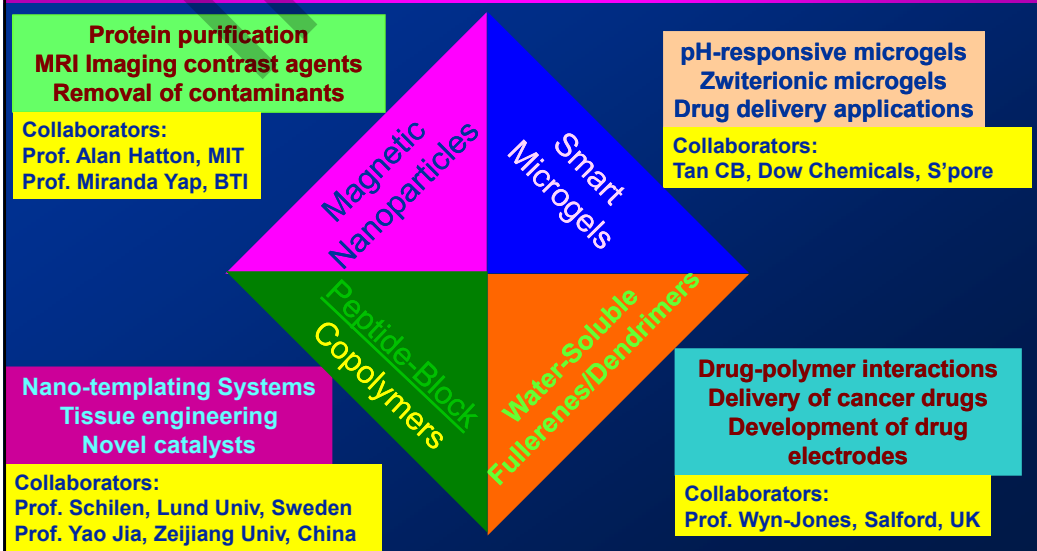 Protein purification
MRI Imaging contrast agents
Removal of contaminants
Collaborators:
Prof. Alan Hatton, MIT
Prof. Miranda Yap, BTI
Magnetic
Nanoparticles
Smart
Microgels
pH-responsive microgels
Zwiterionic microgels
Drug delivery applications
Collaborators:
Tan CB, Dow Chemicals, S'pore
Peptide-Block
Copolymers
Water-Soluble
Fullerenes/Dendrimers
Nano-templating Systems
Tissue engineering
Novel catalysts
Collaborators:
Prof. Schilen, Lund Univ, Sweden
Prof. Yao Jia, Zeijiang Univ, China
Drug-polymer interactions
Delivery of cancer drugs
Development of drug
electrodes
Collaborators:
Prof. Wyn-Jones, Salford, UK